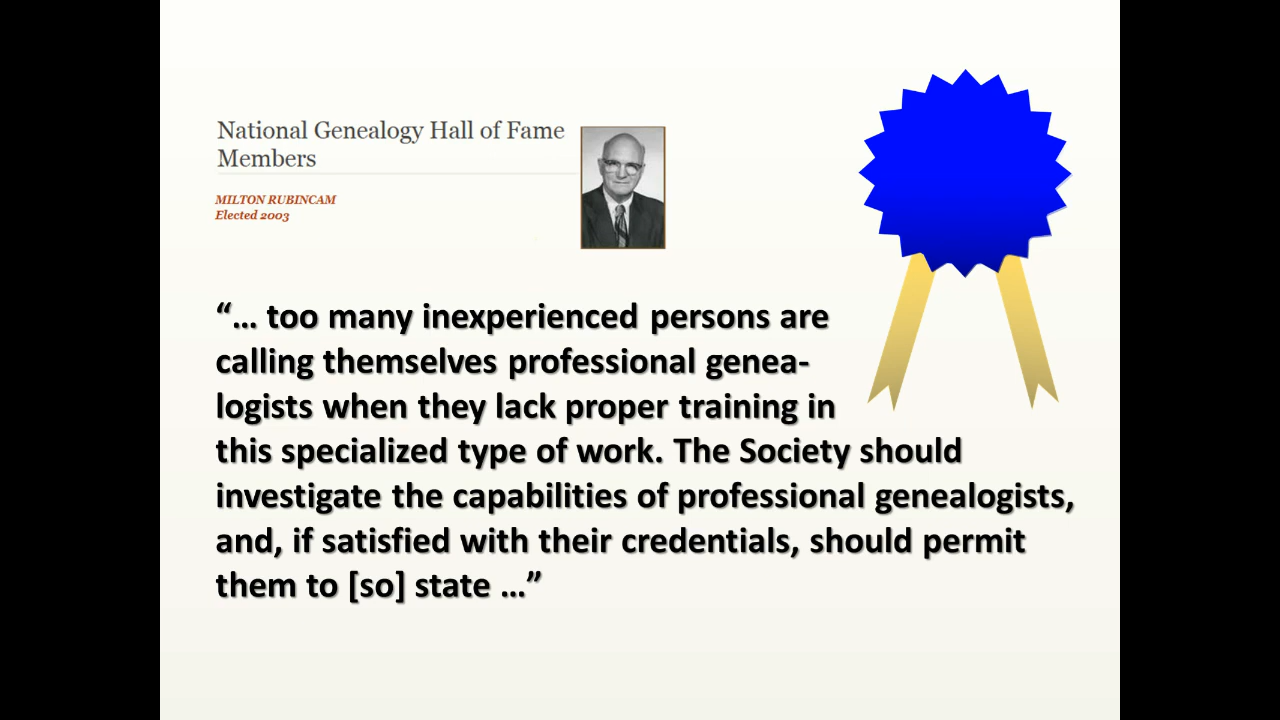 National Genealogy Hall of Fame
Members
MILTON RUBINCAM
Elected 2003
“… too many inexperienced persons are
calling themselves professional genea-
logists when they lack proper training in
this specialized type of work. The Society should
investigate the capabilities of professional genealogists,
and, if satisfied with their credentials, should permit
them to [so] state …”